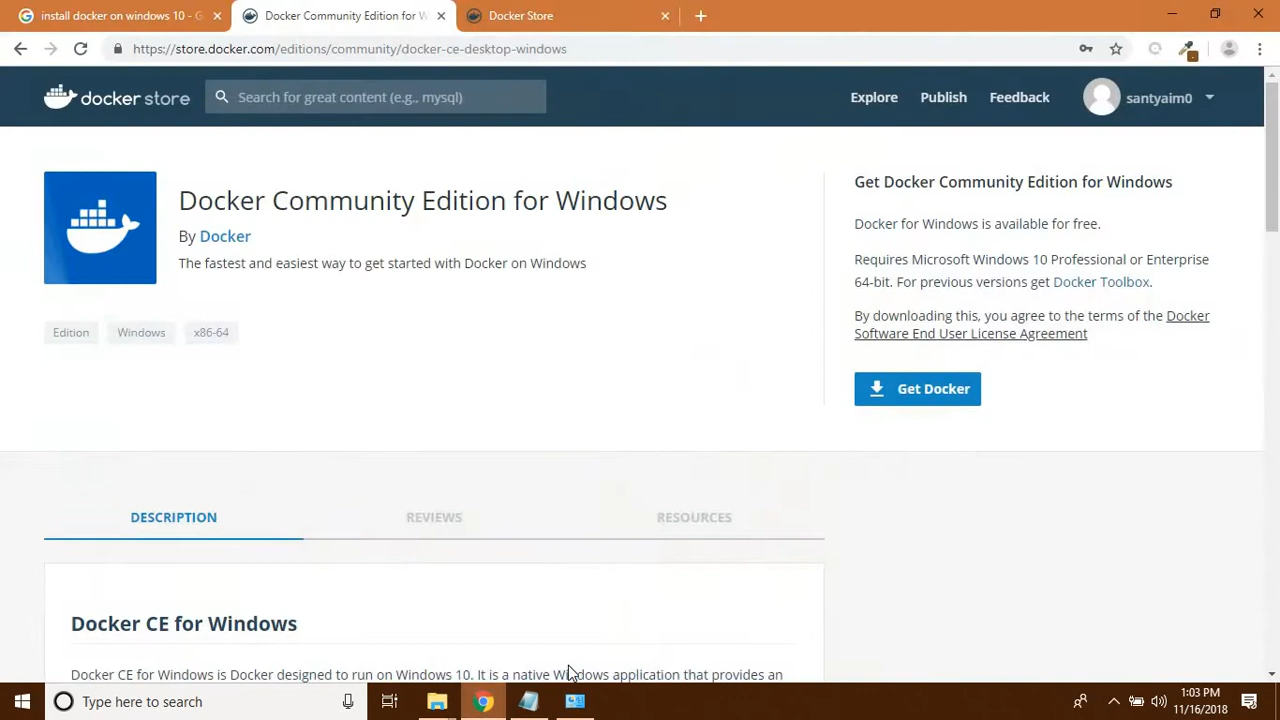 install docker on windows 10 - G
Docker Community Edition for W
Docker Store
https://store.docker.com/editions/community/docker-ce-desktop-windows
docker store
Search for great content (e.g., mysql)
Explore
Publish
Feedback
santyaim0
Docker Community Edition for Windows
By Docker
The fastest and easiest way to get started with Docker on Windows
Edition
Windows
x86-64
Get Docker Community Edition for Windows
Docker for Windows is available for free.
Requires Microsoft Windows 10 Professional or Enterprise
64-bit. For previous versions get Docker Toolbox.
By downloading this, you agree to the terms of the Docker
Software End User License Agreement
Get Docker
DESCRIPTION
REVIEWS
RESOURCES
Docker CE for Windows
Docker CE for Windows is Docker designed to run on Windows 10. It is a native Windows application that provides an
Type here to search
1:03 PM
11/16/2018